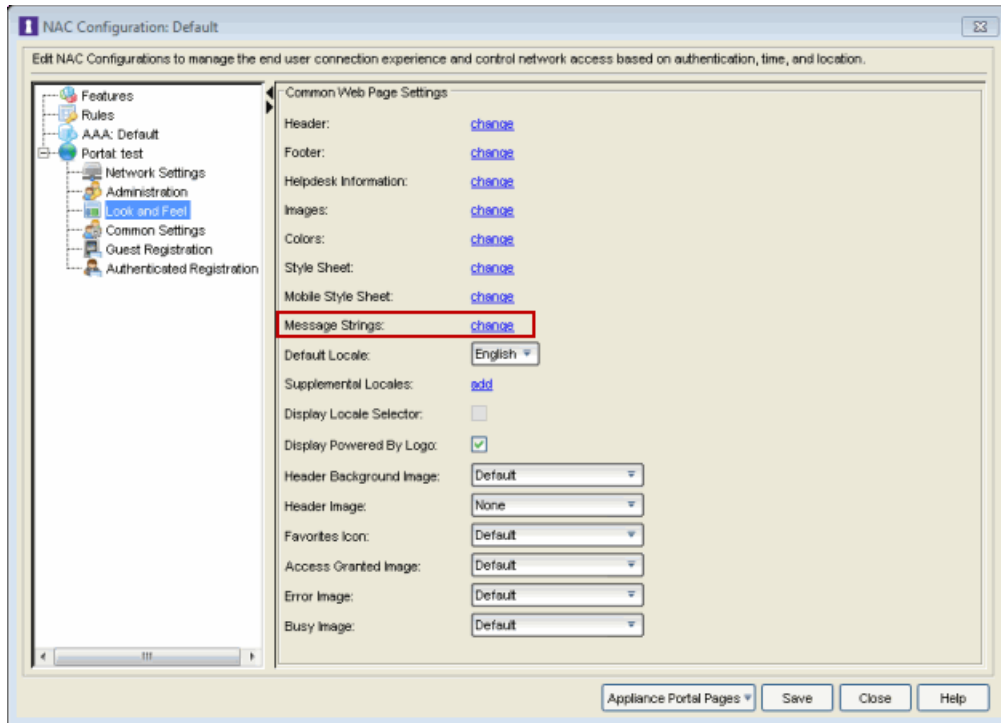 NAC Configuration: Default
Edit NAC Configurations to manage the end user connection experience and control network access based on authentication, time, and location.
Features
Rules
AAA: Default
Portal: test
Network Settings
Administration
Look and Feel
Common Settings
Guest Registration
Authenticated Registration
Common Web Page Settings
Header: change
Footer: change
Helpdesk Information: change
Images: change
Colors: change
Style Sheet: change
Mobile Style Sheet: change
Message Strings: change
Default Locale: English
Supplemental Locales: add
Display Locale Selector:
Display Powered By Logo:
Header Background Image: Default
Header Image: None
Favorites Icon: Default
Access Granted Image: Default
Error Image: Default
Busy Image: Default
Appliance Portal Pages Save Close Help